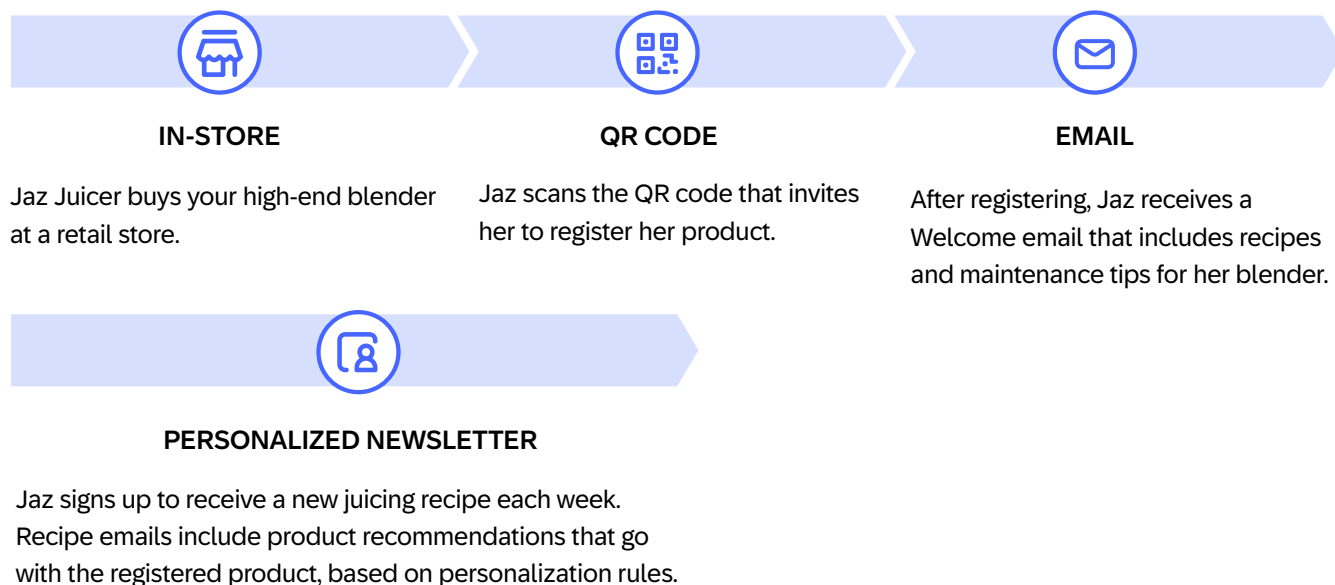 IN-STORE
Jaz Juicer buys your high-end blender
at a retail store.
QR CODE
Jaz scans the QR code that invites
her to register her product.
EMAIL
After registering, Jaz receives a
Welcome email that includes recipes
and maintenance tips for her blender.
PERSONALIZED NEWSLETTER
Jaz signs up to receive a new juicing recipe each week.
Recipe emails include product recommendations that go
with the registered product, based on personalization rules.